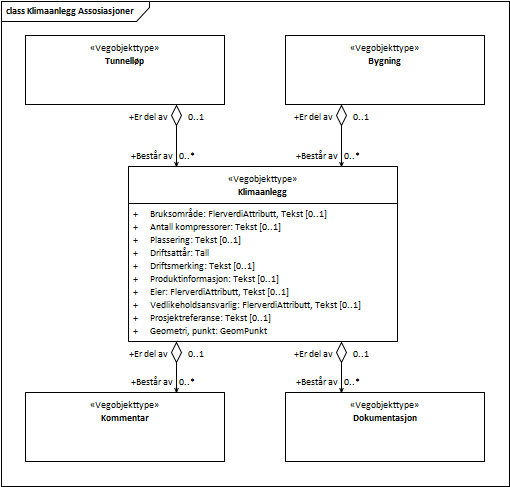 class Klimaanlegg Assosiasjoner
«Vegobjekttype»
Tunnelløp
«Vegobjekttype»
Bygning
+Er del av 0..1
+Er del av 0..1
+Består av 0..*
+Består av 0..*
«Vegobjekttype»
Klimaanlegg
+ Bruksområde: FlerverdiAttributt, Tekst [0..1]
+ Antall kompressorer: Tekst [0..1]
+ Plassering: Tekst [0..1]
+ Driftsattår: Tall
+ Driftsmerking: Tekst [0..1]
+ Produktinformasjon: Tekst [0..1]
+ Eier: FlerverdiAttributt, Tekst [0..1]
+ Vedlikeholdsansvarlig: FlerverdiAttributt, Tekst [0..1]
+ Prosjektreferanse: Tekst [0..1]
+ Geometri, punkt: GeomPunkt
+Er del av 0..1
+Er del av 0..1
+Består av 0..*
+Består av 0..*
«Vegobjekttype»
Kommentar
«Vegobjekttype»
Dokumentasjon